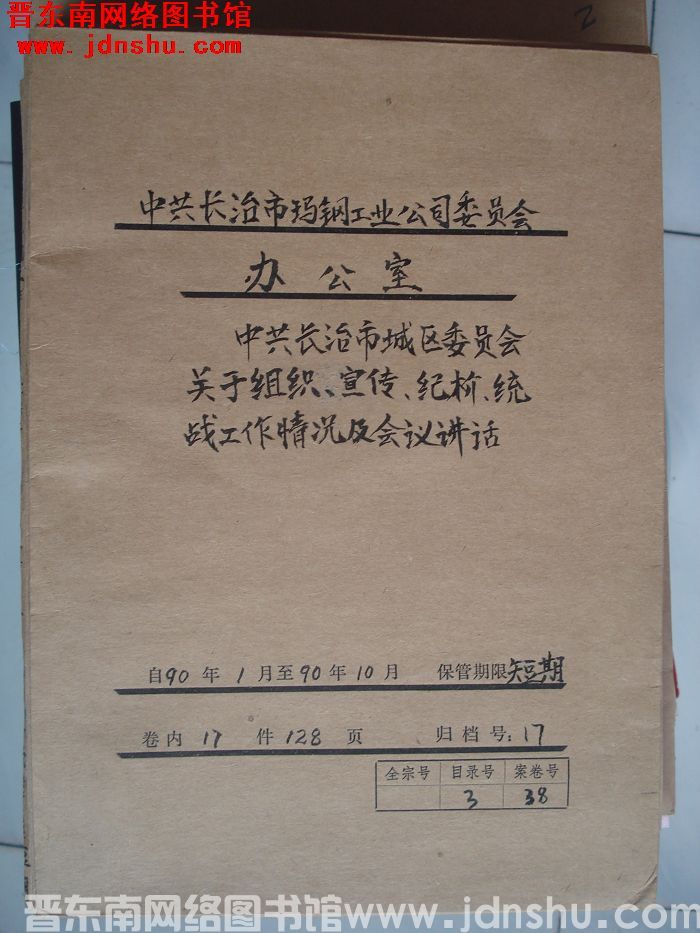 晋东南网络图书馆
www.jdnshu.com
2
中共长治市玛钢工业公司委员会
办公室
中共长治市城区委员会
关于组织、宣传、纪检、统
战工作情况及会议讲话
自90年1月至90年10月 保管期限短期
卷内17件128页 归档号:17
全宗号 目录号 案卷号
3 38
晋东南网络图书馆 www.jdnshu.com